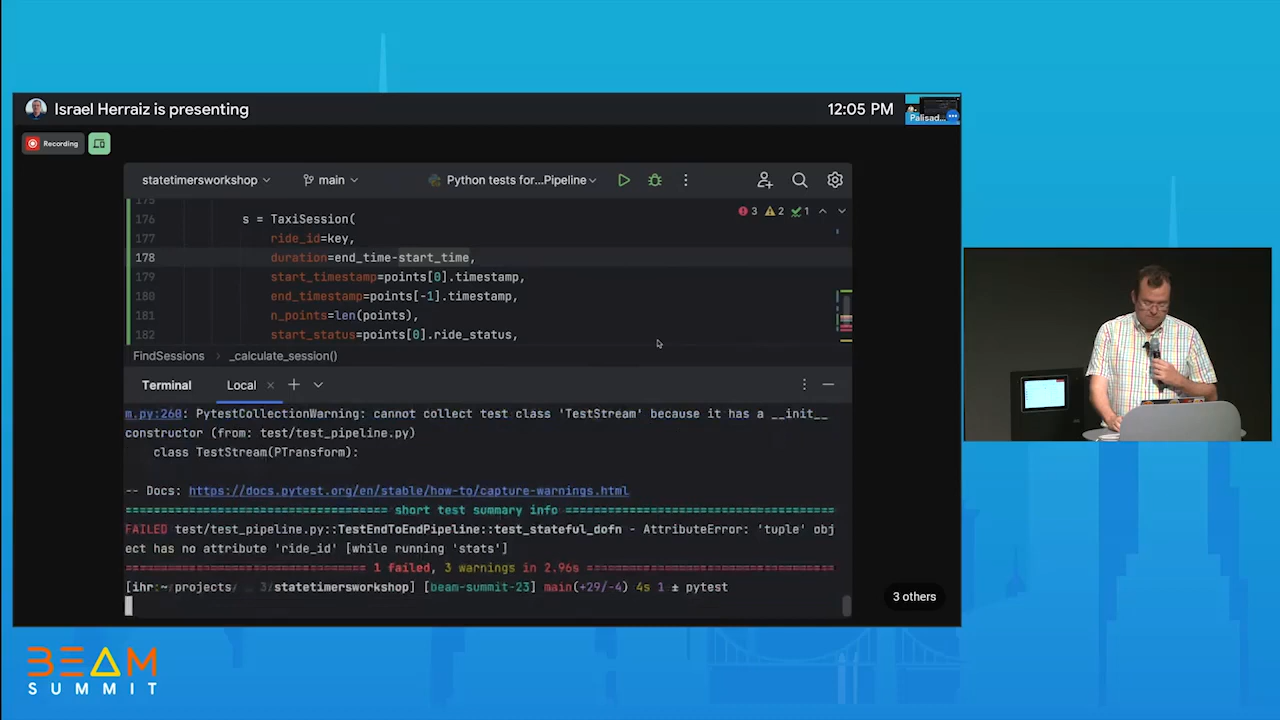 Israel Herraiz is presenting
12:05 PM
Palisad...
Recording
statetimersworkshop
main
Python tests for...Pipeline
175
176 s = TaxiSession(
3 2 1
177 ride_id=key,
178 duration=end_time-start_time,
179 start_timestamp=points[0].timestamp,
180 end_timestamp=points[-1].timestamp,
181 n_points=len(points),
182 start_status=points[0].ride_status,
FindSessions > _calculate_session()
Terminal Local × +
m.py:260: PytestCollectionWarning: cannot collect test class 'TestStream' because it has a __init__
constructor (from: test/test_pipeline.py)
class TestStream(PTransform):
-- Docs: https://docs.pytest.org/en/stable/how-to/capture-warnings.html
short test summary info
FAILED test/test_pipeline.py::TestEndToEndPipeline::test_stateful_dofn - AttributeError: 'tuple' obj
ect has no attribute 'ride_id' [while running 'stats']
1 failed, 3 warnings in 2.96s
[ihr:~/projects/ … 3/statetimersworkshop] [beam-summit-23] main(+29/-4) 4s 1 ± pytest
3 others
BEAM
SUMMIT